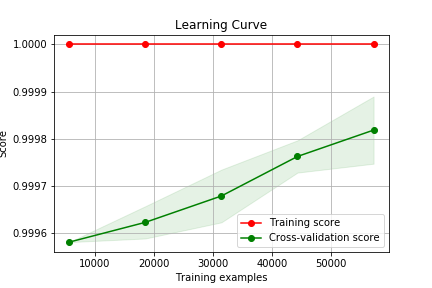 Learning Curve
1.0000
0.9999
0.9998
0.9997
0.9996
Score
10000 20000 30000 40000 50000
Training examples
Training score
Cross-validation score